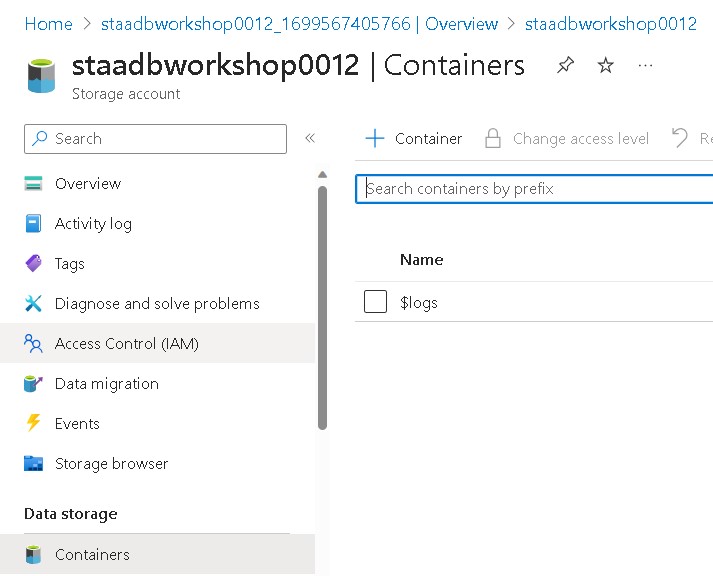 Home > staadbworkshop0012_1699567405766 | Overview > staadbworkshop0012
staadbworkshop0012 | Containers
Storage account
Search
Container
Change access level
Search containers by prefix
Overview
Activity log
Tags
Diagnose and solve problems
Access Control (IAM)
Data migration
Events
Storage browser
Data storage
Containers
Name
$logs